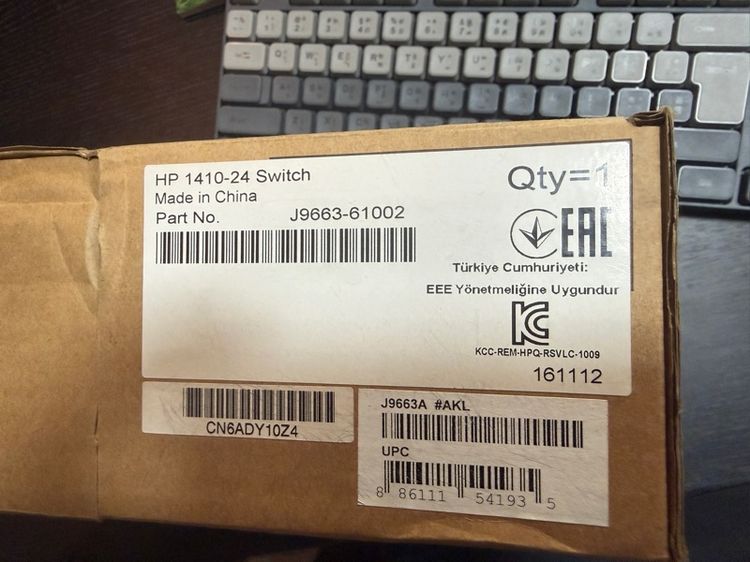 HP 1410-24 Switch
Qty=1
Made in China
Part No. J9663-61002
EAC
Türkiye Cumhuriyeti:
EEE Yönetmeliğine Uygundur
KC
KCC-REM-HPQ-RSVLC-1009
161112
CN6ADY10Z4
J9663A #AKL
UPC
8 86111 54193 5